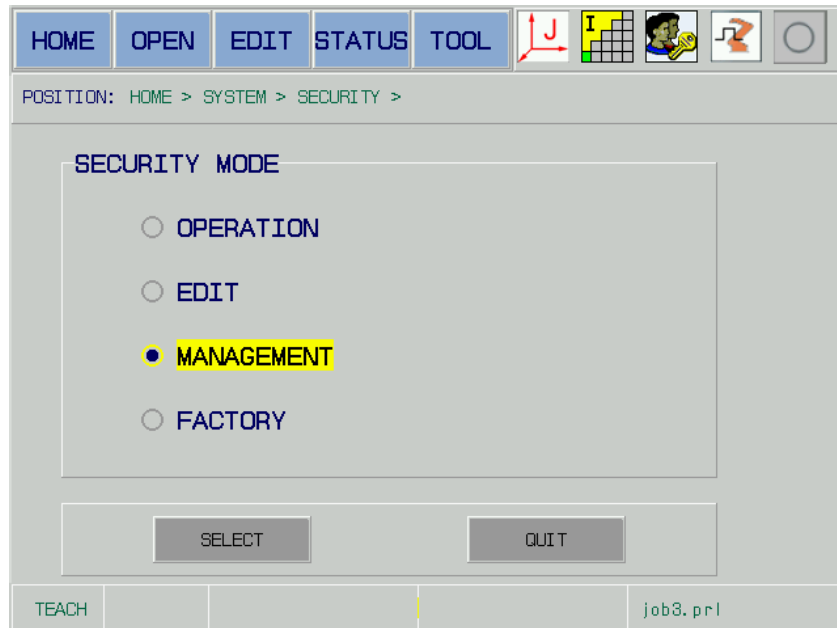 HOME OPEN EDIT STATUS TOOL J I
POSITION: HOME > SYSTEM > SECURITY >
SECURITY MODE
OPERATION
EDIT
MANAGEMENT
FACTORY
SELECT QUIT
TEACH job3.prl